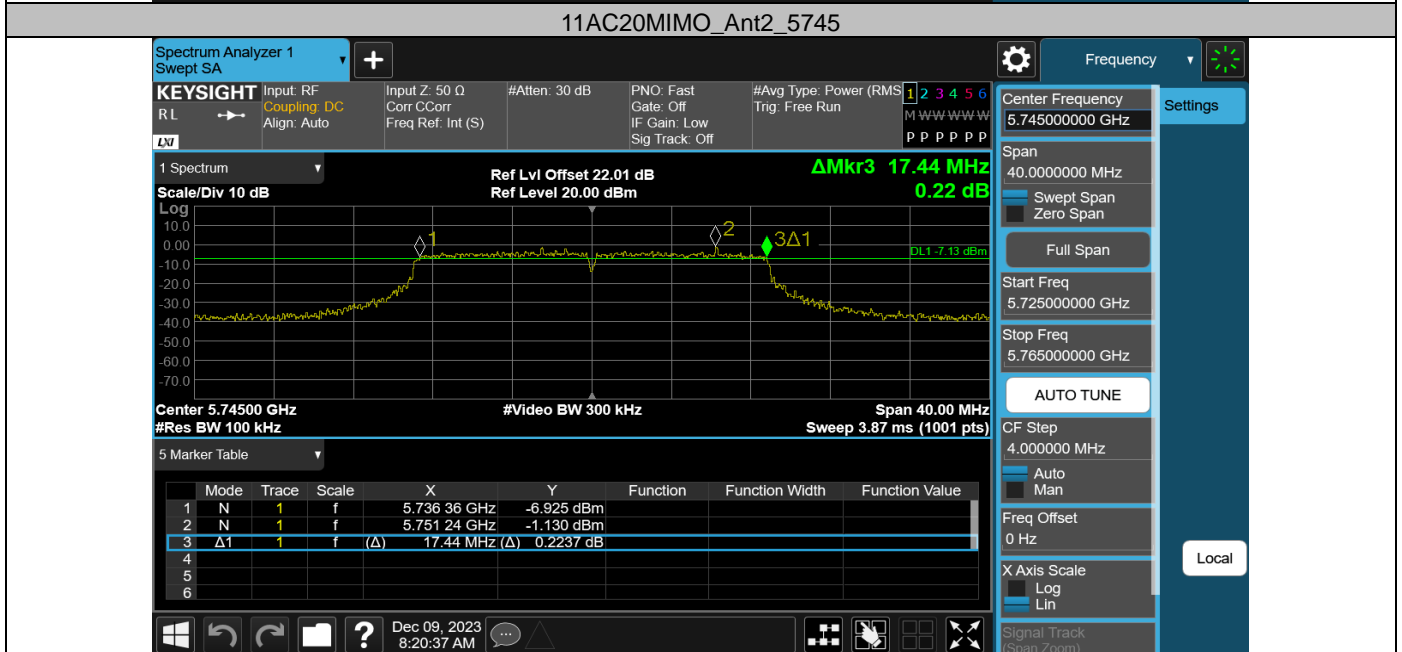 11AC20MIMO_Ant2_5745
Spectrum Analyzer 1
Swept SA
Frequency
KEYSIGHT
RL
LXI
Input: RF
Coupling: DC
Align: Auto
Input Z: 50 Ω
Corr CCorr
Freq Ref: Int (S)
#Atten: 30 dB
PNO: Fast
Gate: Off
IF Gain: Low
Sig Track: Off
#Avg Type: Power (RMS
Trig: Free Run
1 2 3 4 5 6
M W W W W W
P P P P P P
1 Spectrum
Scale/Div 10 dB
Ref Lvl Offset 22.01 dB
Ref Level 20.00 dBm
ΔMkr3 17.44 MHz
0.22 dB
Log
10.0
0.00
-10.0
-20.0
-30.0
-40.0
-50.0
-60.0
-70.0
1
2
3Δ1
DL1 -7.13 dBm
Center 5.74500 GHz
#Res BW 100 kHz
#Video BW 300 kHz
Span 40.00 MHz
Sweep 3.87 ms (1001 pts)
5 Marker Table
Mode Trace Scale X Y Function Function Width Function Value
1 N 1 f 5.736 36 GHz -6.925 dBm
2 N 1 f 5.751 24 GHz -1.130 dBm
3 Δ1 1 f (Δ) 17.44 MHz (Δ) 0.2237 dB
4
5
6
Dec 09, 2023
8:20:37 AM
Center Frequency
5.745000000 GHz
Span
40.0000000 MHz
Swept Span
Zero Span
Full Span
Start Freq
5.725000000 GHz
Stop Freq
5.765000000 GHz
AUTO TUNE
CF Step
4.000000 MHz
Auto
Man
Freq Offset
0 Hz
X Axis Scale
Log
Lin
Signal Track
(Span Zoom)
Settings
Local